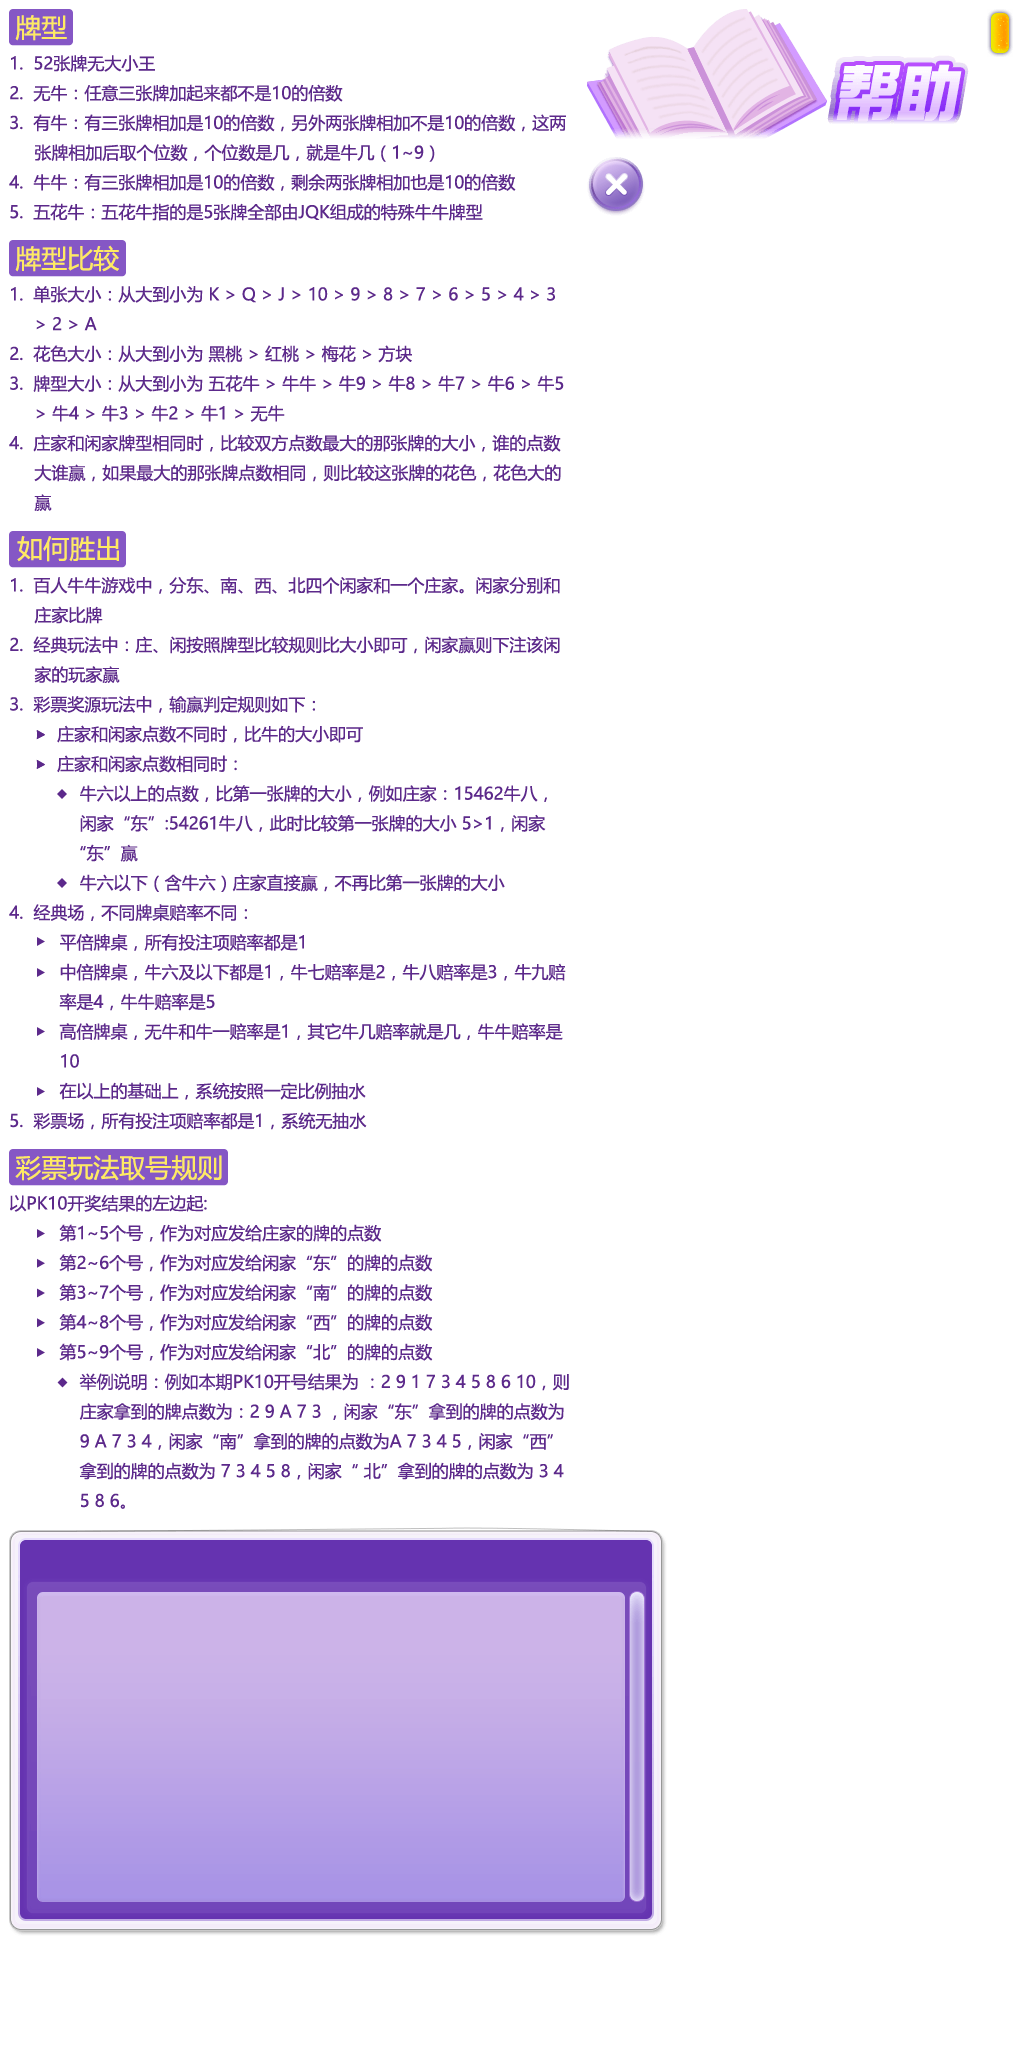 牌型
1. 52张牌无大小王
2. 无牛：任意三张牌加起来都不是10的倍数
3. 有牛：有三张牌相加是10的倍数，另外两张牌相加不是10的倍数，这两
张牌相加后取个位数，个位数是几，就是牛几（1~9）
4. 牛牛：有三张牌相加是10的倍数，剩余两张牌相加也是10的倍数
5. 五花牛：五花牛指的是5张牌全部由JQK组成的特殊牛牛牌型
牌型比较
1. 单张大小：从大到小为 K > Q > J > 10 > 9 > 8 > 7 > 6 > 5 > 4 > 3
> 2 > A
2. 花色大小：从大到小为 黑桃 > 红桃 > 梅花 > 方块
3. 牌型大小：从大到小为 五花牛 > 牛牛 > 牛9 > 牛8 > 牛7 > 牛6 > 牛5
> 牛4 > 牛3 > 牛2 > 牛1 > 无牛
4. 庄家和闲家牌型相同时，比较双方点数最大的那张牌的大小，谁的点数
大谁赢，如果最大的那张牌点数相同，则比较这张牌的花色，花色大的
赢
如何胜出
1. 百人牛牛游戏中，分东、南、西、北四个闲家和一个庄家。闲家分别和
庄家比牌
2. 经典玩法中：庄、闲按照牌型比较规则比大小即可，闲家赢则下注该闲
家的玩家赢
3. 彩票奖源玩法中，输赢判定规则如下：
▶ 庄家和闲家点数不同时，比牛的大小即可
▶ 庄家和闲家点数相同时：
◆ 牛六以上的点数，比第一张牌的大小，例如庄家：15462牛八，
闲家“东”:54261牛八，此时比较第一张牌的大小 5>1，闲家
“东”赢
◆ 牛六以下（含牛六）庄家直接赢，不再比第一张牌的大小
4. 经典场，不同牌桌赔率不同：
▶ 平倍牌桌，所有投注项赔率都是1
▶ 中倍牌桌，牛六及以下都是1，牛七赔率是2，牛八赔率是3，牛九赔
率是4，牛牛赔率是5
▶ 高倍牌桌，无牛和牛一赔率是1，其它牛几赔率就是几，牛牛赔率是
10
▶ 在以上的基础上，系统按照一定比例抽水
5. 彩票场，所有投注项赔率都是1，系统无抽水
彩票玩法取号规则
以PK10开奖结果的左边起:
▶ 第1~5个号，作为对应发给庄家的牌的点数
▶ 第2~6个号，作为对应发给闲家“东”的牌的点数
▶ 第3~7个号，作为对应发给闲家“南”的牌的点数
▶ 第4~8个号，作为对应发给闲家“西”的牌的点数
▶ 第5~9个号，作为对应发给闲家“北”的牌的点数
◆ 举例说明：例如本期PK10开号结果为 ：2 9 1 7 3 4 5 8 6 10，则
庄家拿到的牌点数为：2 9 A 7 3 ，闲家“东”拿到的牌的点数为
9 A 7 3 4，闲家“南”拿到的牌的点数为A 7 3 4 5，闲家“西”
拿到的牌的点数为 7 3 4 5 8，闲家“ 北”拿到的牌的点数为 3 4
5 8 6。
帮助